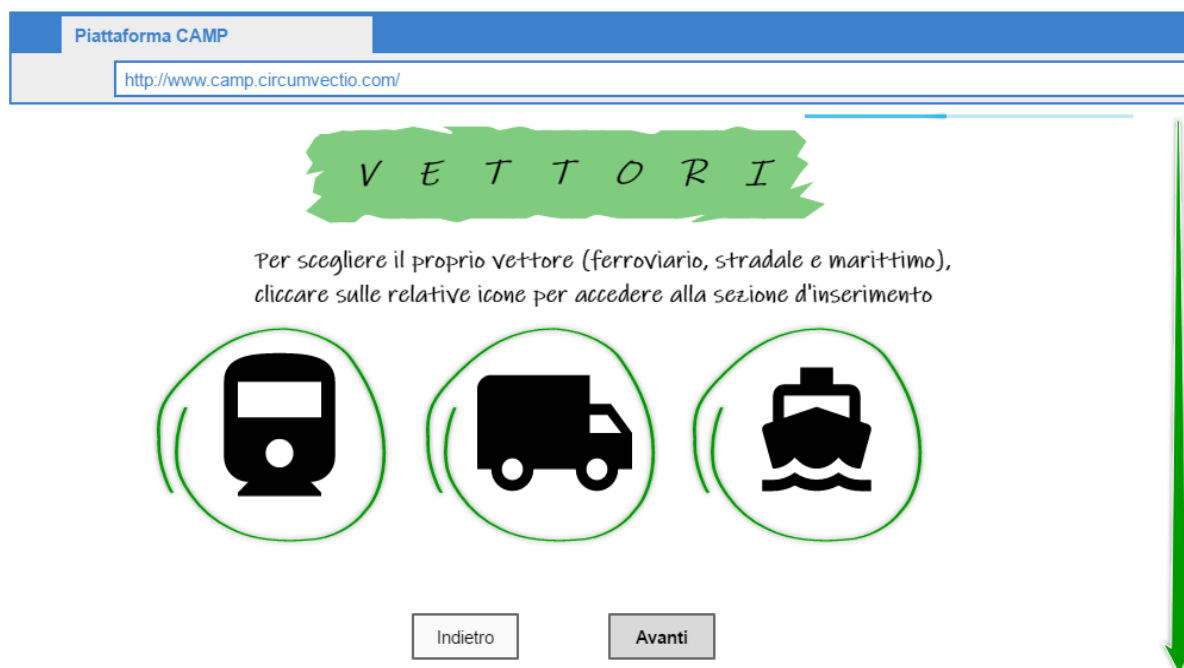 Piattaforma CAMP
http://www.camp.circumvectio.com/
V E T T O R I
Per scegliere il proprio vettore (ferroviario, stradale e marittimo),
cliccare sulle relative icone per accedere alla sezione d'inserimento
Indietro
Avanti